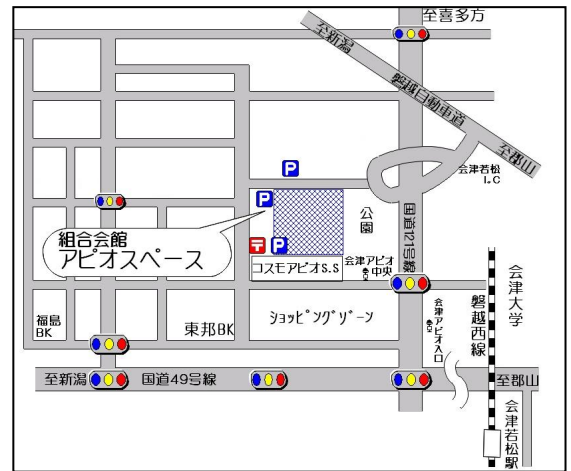 至喜多方
至新潟
磐越自動車道
至郡山
会津若松
I.C
P
P
公園
国道121号線
組合会館
アピオスペース
〒
P
コスモアピオS.S
会津アピオ
中央
会津大学
磐越西線
会津アピオ入口
福島
BK
東邦BK
ショッピングゾーン
至新潟
国道49号線
至郡山
会津若松駅